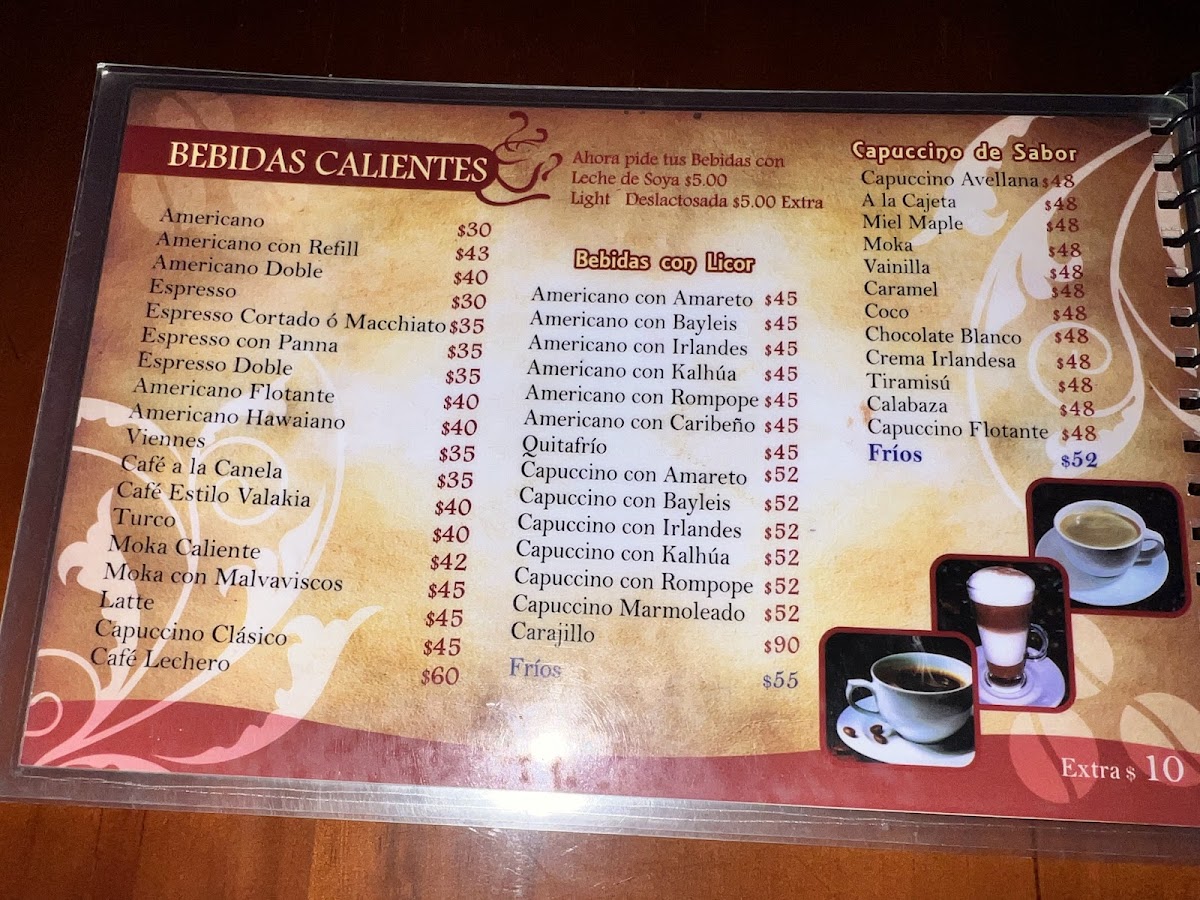 BEBIDAS CALIENTES
Americano $30
Americano con Refill $43
Americano Doble $40
Espresso $30
Espresso Cortado ó Macchiato $35
Espresso con Panna $35
Espresso Doble $35
Americano Flotante $40
Americano Hawaiano $40
Viennes $35
Café a la Canela $35
Café Estilo Valakia $40
Turco $40
Moka Caliente $42
Moka con Malvaviscos $45
Latte $45
Capuccino Clásico $45
Café Lechero $60
Ahora pide tus Bebidas con
Leche de Soya $5.00
Light Deslactosada $5.00 Extra
Bebidas con Licor
Americano con Amareto $45
Americano con Bayleis $45
Americano con Irlandes $45
Americano con Kalhúa $45
Americano con Rompope $45
Americano con Caribeño $45
Quitafrío $45
Capuccino con Amareto $52
Capuccino con Bayleis $52
Capuccino con Irlandes $52
Capuccino con Kalhúa $52
Capuccino con Rompope $52
Capuccino Marmoleado $52
Carajillo $90
Fríos $55
Capuccino de Sabor
Capuccino Avellana $48
A la Cajeta $48
Miel Maple $48
Moka $48
Vainilla $48
Caramel $48
Coco $48
Chocolate Blanco $48
Crema Irlandesa $48
Tiramisú $48
Calabaza $48
Capuccino Flotante $48
Fríos $52
Extra $ 10